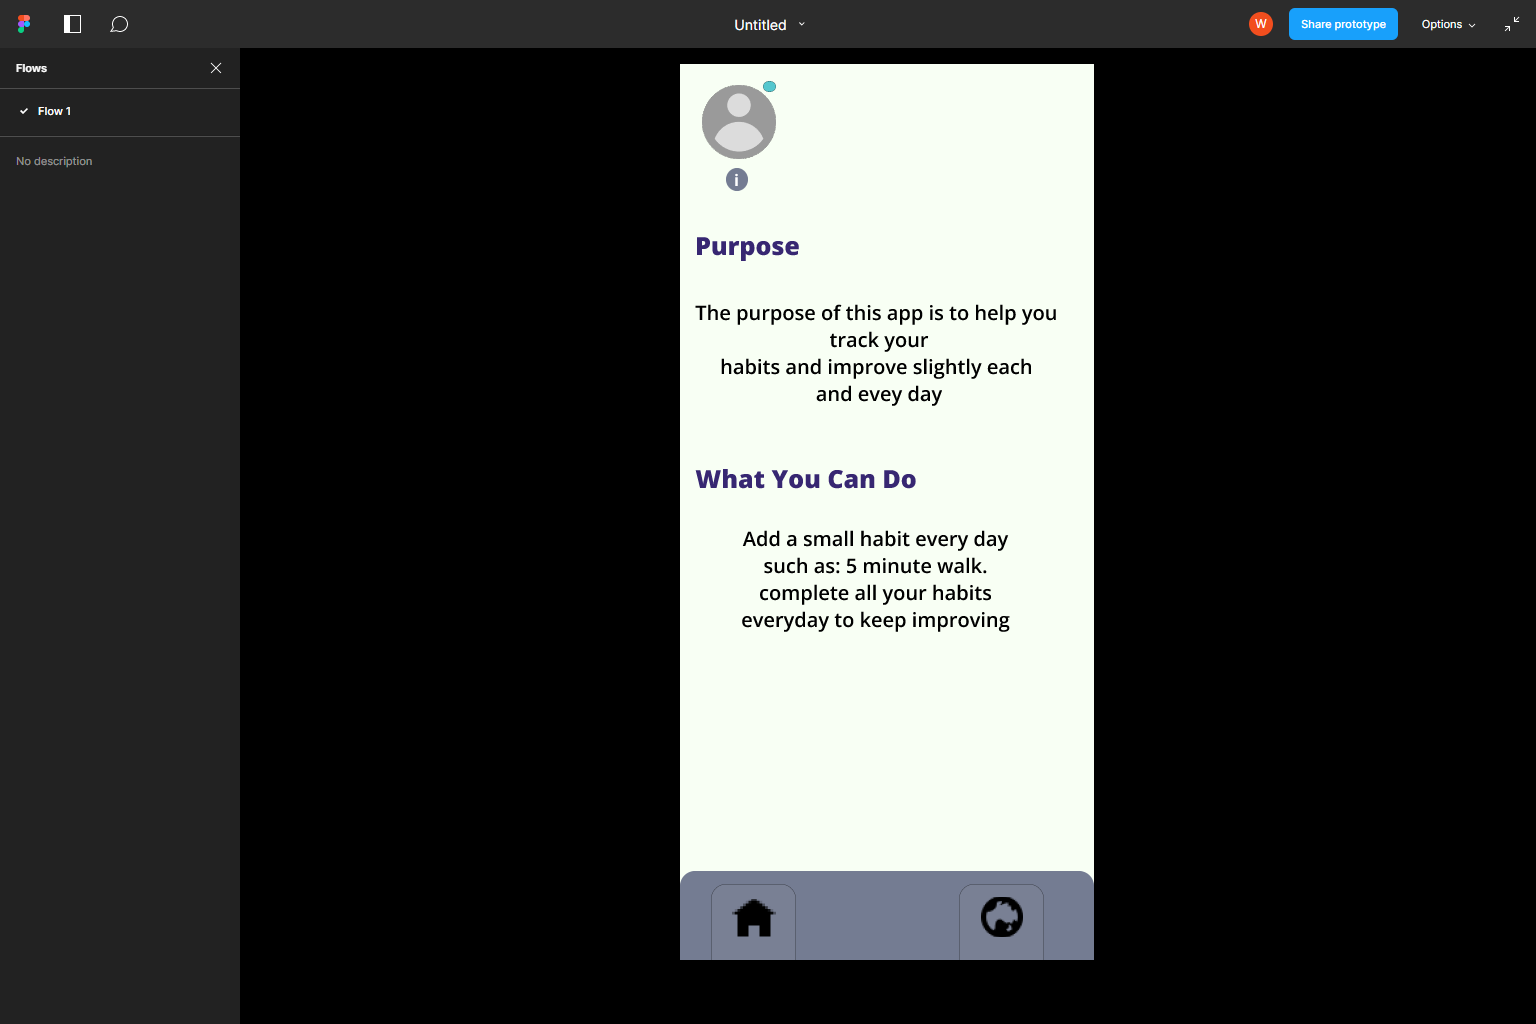 Untitled
W
Share prototype
Options
Flows
Flow 1
No description
i
Purpose
The purpose of this app is to help you
track your
habits and improve slightly each
and evey day
What You Can Do
Add a small habit every day
such as: 5 minute walk.
complete all your habits
everyday to keep improving